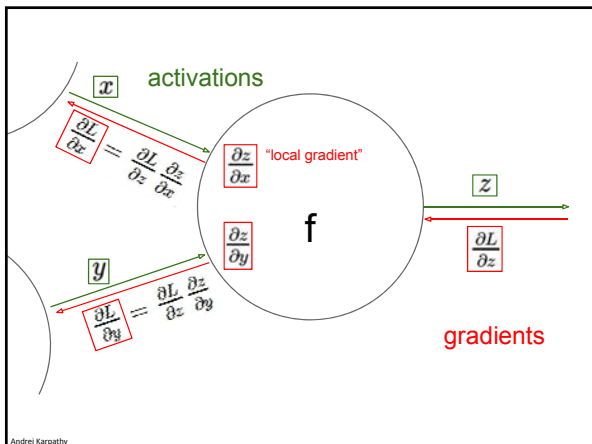 x
activations
∂L/∂x = ∂L/∂z ∂z/∂x
∂z/∂x "local gradient"
z
f
∂z/∂y
∂L/∂z
y
∂L/∂y = ∂L/∂z ∂z/∂y
gradients
Andrej Karpathy